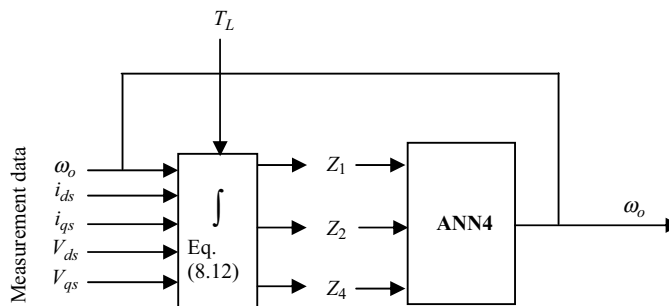 T_L
Measurement data
ω_o
i_ds
i_qs
V_ds
V_qs
∫
Eq.
(8.12)
Z_1
Z_2
Z_4
ANN4
ω_o